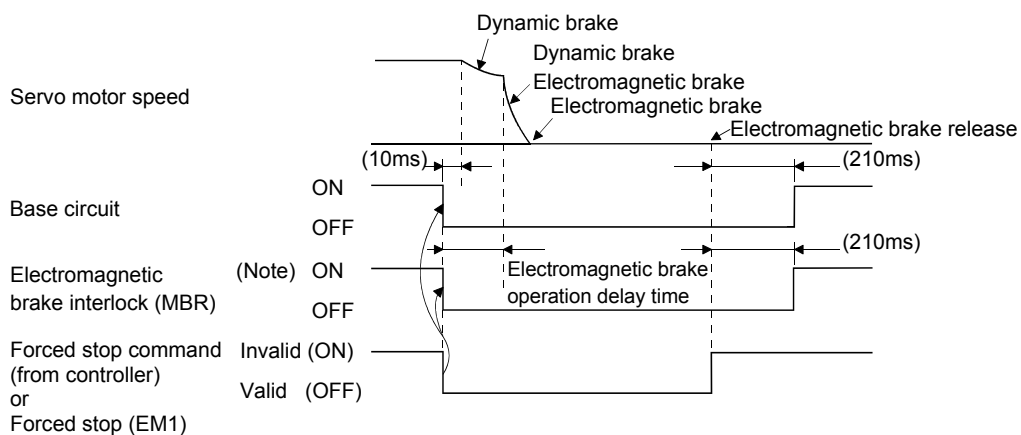 Dynamic brake
Dynamic brake
Electromagnetic brake
Servo motor speed
Electromagnetic brake
Electromagnetic brake release
(10ms)
(210ms)
ON
Base circuit
OFF
(210ms)
Electromagnetic
brake interlock (MBR)
(Note) ON
OFF
Electromagnetic brake
operation delay time
Forced stop command
(from controller)
or
Forced stop (EM1)
Invalid (ON)
Valid (OFF)